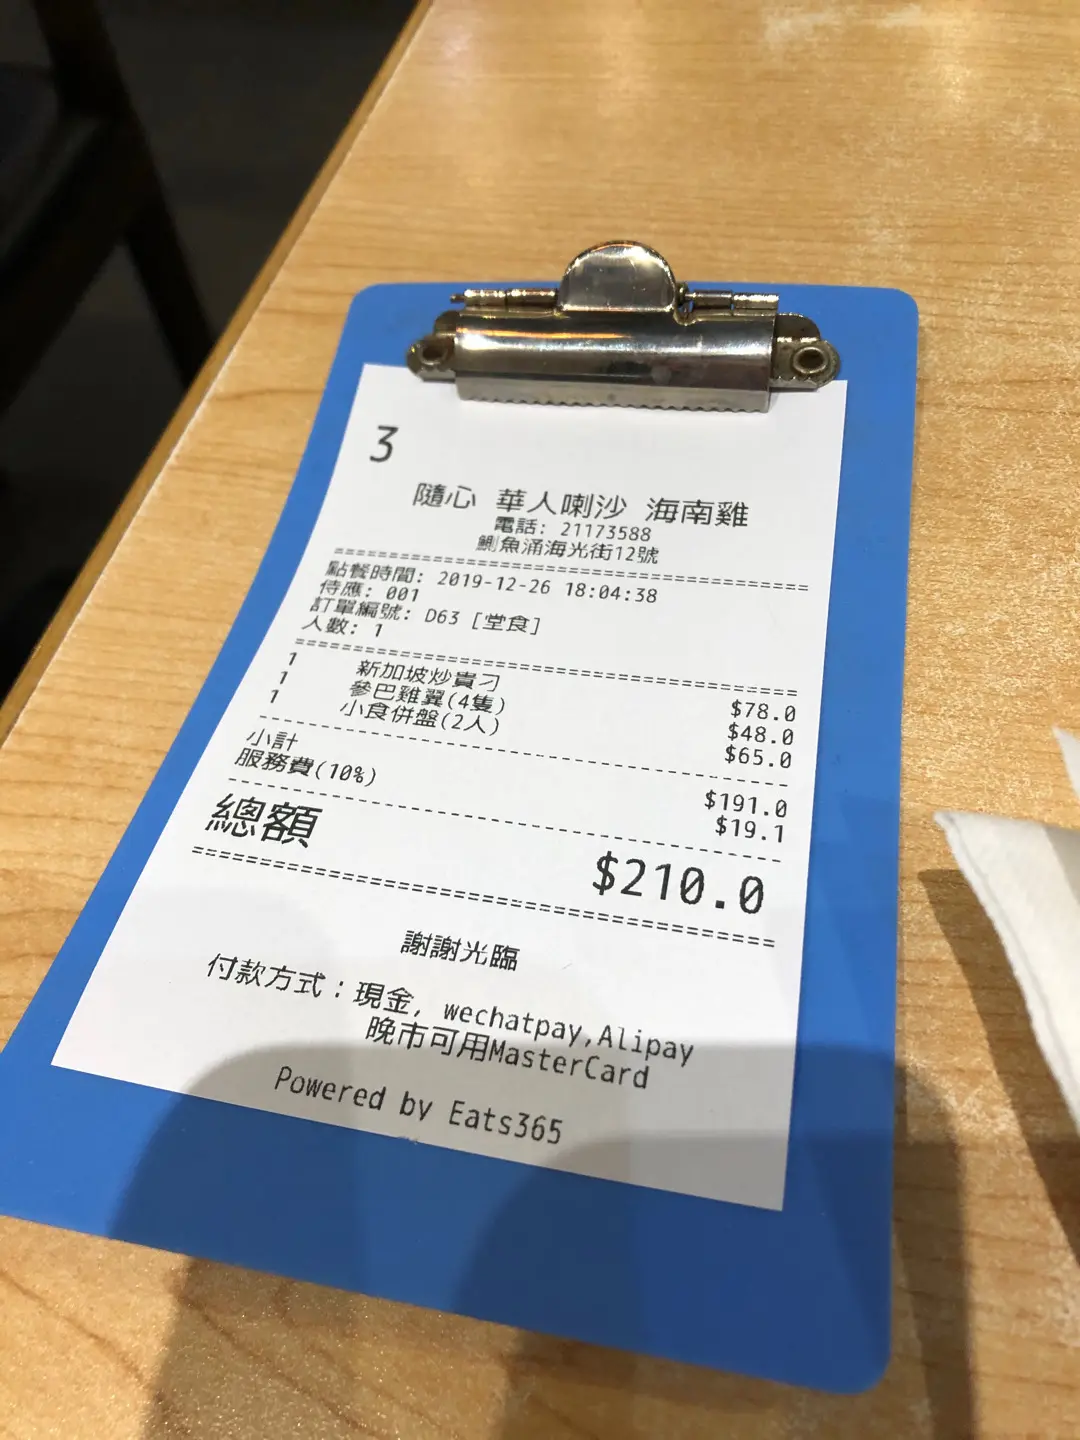 3
隨心 華人喇沙 海南雞
電話: 21173588
鰂魚涌海光街12號
點餐時間: 2019-12-26 18:04:38
侍應: 001
訂單編號: D63 [堂食]
人數: 1
1 新加坡炒貴刁 $78.0
1 參巴雞翼(4隻) $48.0
1 小食併盤(2人) $65.0
小計 $191.0
服務費(10%) $19.1
總額 $210.0
謝謝光臨
付款方式：現金, wechatpay,Alipay
晚市可用MasterCard
Powered by Eats365